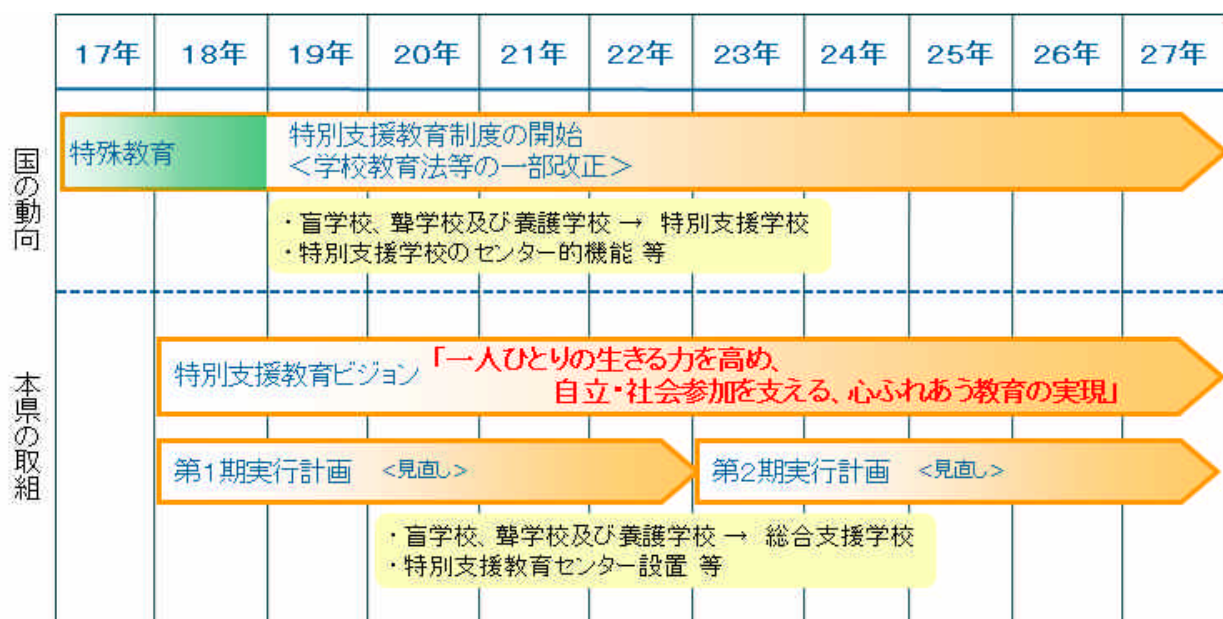 17年 18年 19年 20年 21年 22年 23年 24年 25年 26年 27年
国の動向
特殊教育
特別支援教育制度の開始
＜学校教育法等の一部改正＞
・盲学校、聾学校及び養護学校 → 特別支援学校
・特別支援学校のセンター的機能 等
本県の取組
特別支援教育ビジョン
「一人ひとりの生きる力を高め、
自立・社会参加を支える、心ふれあう教育の実現」
第1期実行計画 <見直し>
第2期実行計画 <見直し>
・盲学校、聾学校及び養護学校 → 総合支援学校
・特別支援教育センター設置 等